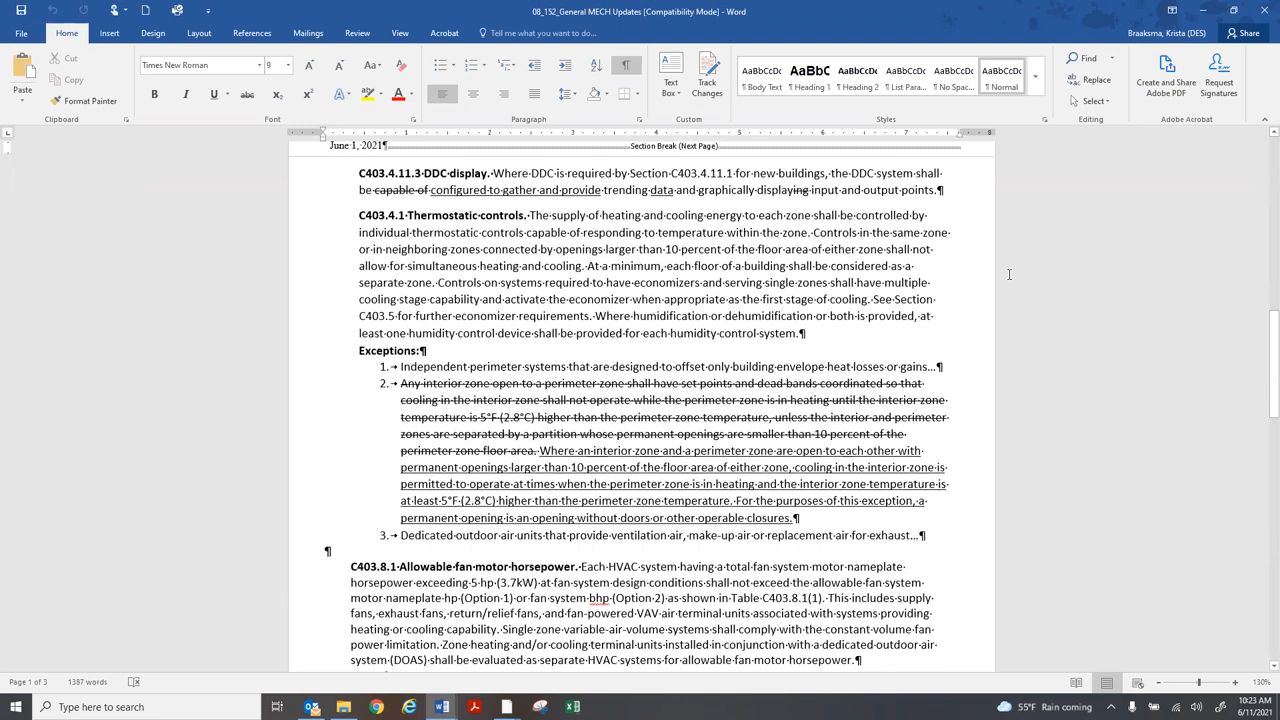 08_152_General MECH Updates [Compatibility Mode] - Word
Braaksma, Krista (DES)
File Home Insert Design Layout References Mailings Review View Acrobat Tell me what you want to do... Share
Paste
Cut
Copy
Format Painter
Times New Roman 9
Text Box
Track Changes
AaBbCcDc ¶ Body Text
AaBbC ¶ Heading 1
AaBbCcDc ¶ Heading 2
AaBbCcDc ¶ List Para...
AaBbCcDc ¶ No Spac...
AaBbCcDc ¶ Normal
Find
Replace
Select
Create and Share Adobe PDF
Request Signatures
Clipboard Font Paragraph Custom Styles Editing Adobe Acrobat
1 2 3 4 5 6 7 8
June·1,·2021¶ Section Break (Next Page)
C403.4.11.3·DDC·display.·Where·DDC·is·required·by·Section·C403.4.11.1·for·new·buildings,·the·DDC·system·shall·
be·capable·of·configured·to·gather·and·provide·trending·data·and·graphically·displaying·input·and·output·points.¶
C403.4.1·Thermostatic·controls.·The·supply·of·heating·and·cooling·energy·to·each·zone·shall·be·controlled·by·
individual·thermostatic·controls·capable·of·responding·to·temperature·within·the·zone.·Controls·in·the·same·zone·
or·in·neighboring·zones·connected·by·openings·larger·than·10·percent·of·the·floor·area·of·either·zone·shall·not·
allow·for·simultaneous·heating·and·cooling.·At·a·minimum,·each·floor·of·a·building·shall·be·considered·as·a·
separate·zone.·Controls·on·systems·required·to·have·economizers·and·serving·single·zones·shall·have·multiple·
cooling·stage·capability·and·activate·the·economizer·when·appropriate·as·the·first·stage·of·cooling.·See·Section·
C403.5·for·further·economizer·requirements.·Where·humidification·or·dehumidification·or·both·is·provided,·at·
least·one·humidity·control·device·shall·be·provided·for·each·humidity·control·system.¶
Exceptions:¶
1.→Independent·perimeter·systems·that·are·designed·to·offset·only·building·envelope·heat·losses·or·gains…¶
2.→Any·interior·zone·open·to·a·perimeter·zone·shall·have·set·points·and·dead·bands·coordinated·so·that·
cooling·in·the·interior·zone·shall·not·operate·while·the·perimeter·zone·is·in·heating·until·the·interior·zone·
temperature·is·5°F·(2.8°C)·higher·than·the·perimeter·zone·temperature,·unless·the·interior·and·perimeter·
zones·are·separated·by·a·partition·whose·permanent·openings·are·smaller·than·10·percent·of·the·
perimeter·zone·floor·area.·Where·an·interior·zone·and·a·perimeter·zone·are·open·to·each·other·with·
permanent·openings·larger·than·10·percent·of·the·floor·area·of·either·zone,·cooling·in·the·interior·zone·is·
permitted·to·operate·at·times·when·the·perimeter·zone·is·in·heating·and·the·interior·zone·temperature·is·
at·least·5°F·(2.8°C)·higher·than·the·perimeter·zone·temperature.·For·the·purposes·of·this·exception,·a·
permanent·opening·is·an·opening·without·doors·or·other·operable·closures.¶
3.→Dedicated·outdoor·air·units·that·provide·ventilation·air,·make-up·air·or·replacement·air·for·exhaust…¶
¶
C403.8.1·Allowable·fan·motor·horsepower.·Each·HVAC·system·having·a·total·fan·system·motor·nameplate·
horsepower·exceeding·5·hp·(3.7kW)·at·fan·system·design·conditions·shall·not·exceed·the·allowable·fan·system·
motor·nameplate·hp·(Option·1)·or·fan·system·bhp·(Option·2)·as·shown·in·Table·C403.8.1(1).·This·includes·supply·
fans,·exhaust·fans,·return/relief·fans,·and·fan-powered·VAV·air·terminal·units·associated·with·systems·providing·
heating·or·cooling·capability.·Single·zone·variable-air-volume·systems·shall·comply·with·the·constant·volume·fan·
power·limitation.·Zone·heating·and/or·cooling·terminal·units·installed·in·conjunction·with·a·dedicated·outdoor·air·
system·(DOAS)·shall·be·evaluated·as·separate·HVAC·systems·for·allowable·fan·motor·horsepower.¶
Page 1 of 3 1387 words 130%
Type here to search
55°F Raining
10:23 AM